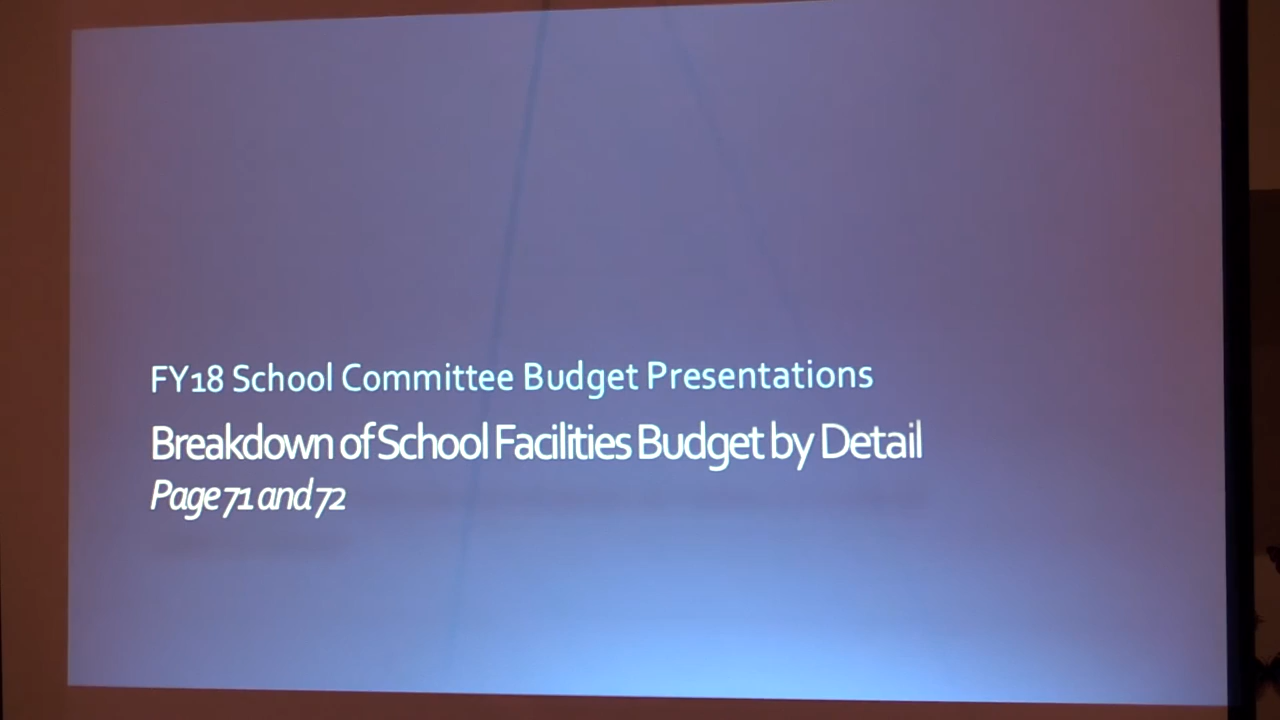 FY18 School Committee Budget Presentations
Breakdown of School Facilities Budget by Detail
Page 71 and 72